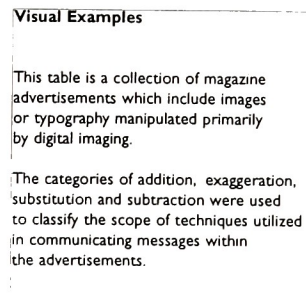 Visual Examples
This table is a collection of magazine
advertisements which include images
or typography manipulated primarily
by digital imaging.
The categories of addition, exaggeration,
substitution and subtraction were used
to classify the scope of techniques utilized
in communicating messages within
the advertisements.